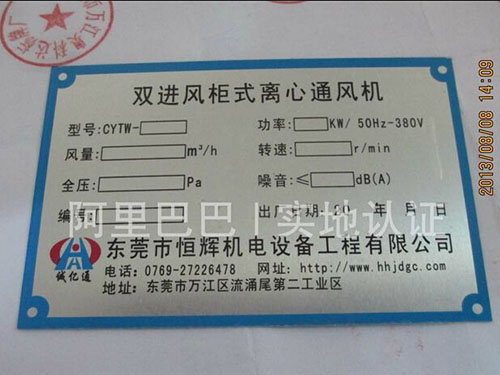 双进风柜式离心通风机
型号:CYTW- 功率: KW/ 50Hz-380V
风量: m³/h 转速: r/min
全压: Pa 噪音:≤ dB(A)
编号: 出厂日期:20 年 月 日
阿里巴巴|实地认证
诚亿通
东莞市恒辉机电设备工程有限公司
电话:0769-27226478 网址:http://www.hhjdgc.com
地址:东莞市万江区流涌尾第二工业区
2013/08/08 14:09